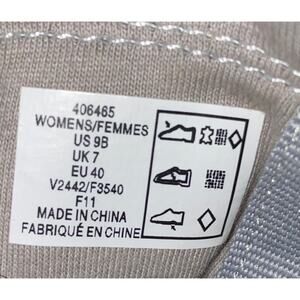 406465
WOMENS/FEMMES
US 9B
UK 7
EU 40
V2442/F3540
F11
MADE IN CHINA
FABRIQUÉ EN CHINE